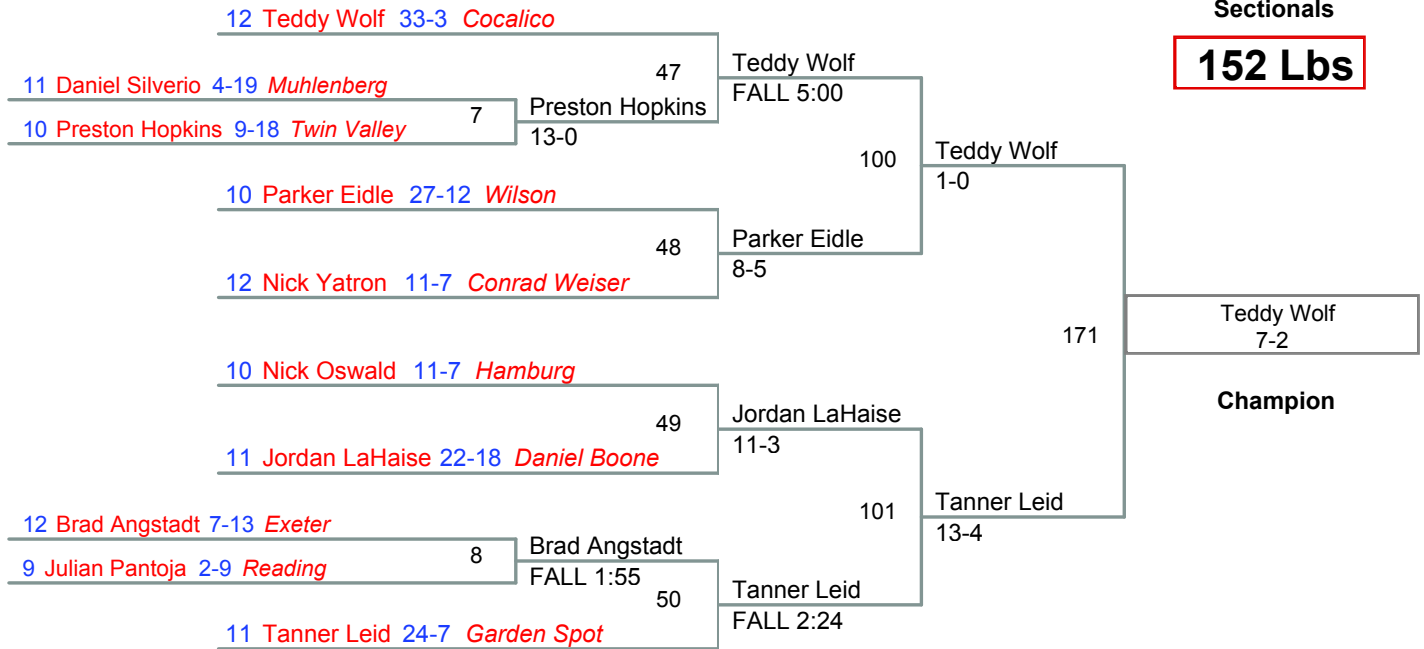 Sectionals
152 Lbs
12 Teddy Wolf 33-3 Cocalico
47
Teddy Wolf
FALL 5:00
11 Daniel Silverio 4-19 Muhlenberg
7
Preston Hopkins
13-0
10 Preston Hopkins 9-18 Twin Valley
100
Teddy Wolf
1-0
10 Parker Eidle 27-12 Wilson
48
Parker Eidle
8-5
12 Nick Yatron 11-7 Conrad Weiser
171
Teddy Wolf
7-2
Champion
10 Nick Oswald 11-7 Hamburg
49
Jordan LaHaise
11-3
11 Jordan LaHaise 22-18 Daniel Boone
101
Tanner Leid
13-4
12 Brad Angstadt 7-13 Exeter
8
Brad Angstadt
FALL 1:55
9 Julian Pantoja 2-9 Reading
50
Tanner Leid
FALL 2:24
11 Tanner Leid 24-7 Garden Spot